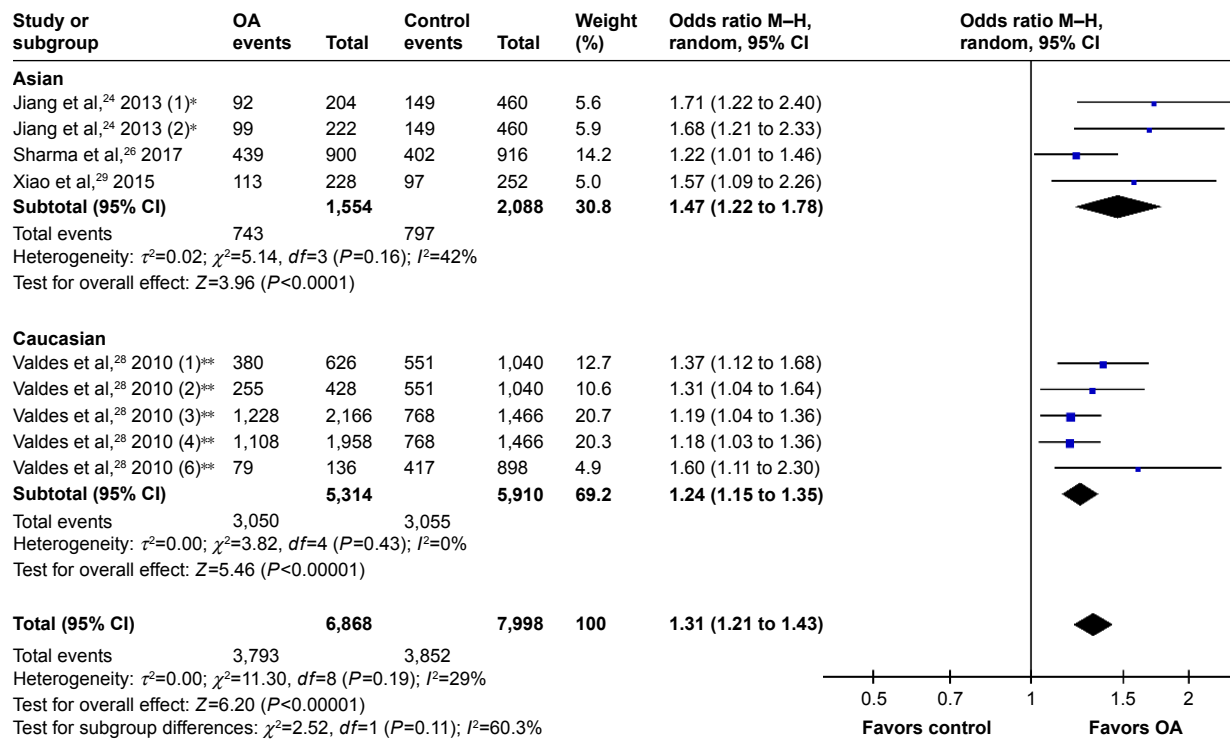 Study or subgroup OA events Total Control events Total Weight (%) Odds ratio M–H, random, 95% CI Odds ratio M–H, random, 95% CI
Asian
Jiang et al,24 2013 (1)* 92 204 149 460 5.6 1.71 (1.22 to 2.40)
Jiang et al,24 2013 (2)* 99 222 149 460 5.9 1.68 (1.21 to 2.33)
Sharma et al,26 2017 439 900 402 916 14.2 1.22 (1.01 to 1.46)
Xiao et al,29 2015 113 228 97 252 5.0 1.57 (1.09 to 2.26)
Subtotal (95% CI) 1,554 2,088 30.8 1.47 (1.22 to 1.78)
Total events 743 797
Heterogeneity: τ²=0.02; χ²=5.14, df=3 (P=0.16); I²=42%
Test for overall effect: Z=3.96 (P<0.0001)
Caucasian
Valdes et al,28 2010 (1)** 380 626 551 1,040 12.7 1.37 (1.12 to 1.68)
Valdes et al,28 2010 (2)** 255 428 551 1,040 10.6 1.31 (1.04 to 1.64)
Valdes et al,28 2010 (3)** 1,228 2,166 768 1,466 20.7 1.19 (1.04 to 1.36)
Valdes et al,28 2010 (4)** 1,108 1,958 768 1,466 20.3 1.18 (1.03 to 1.36)
Valdes et al,28 2010 (6)** 79 136 417 898 4.9 1.60 (1.11 to 2.30)
Subtotal (95% CI) 5,314 5,910 69.2 1.24 (1.15 to 1.35)
Total events 3,050 3,055
Heterogeneity: τ²=0.00; χ²=3.82, df=4 (P=0.43); I²=0%
Test for overall effect: Z=5.46 (P<0.00001)
Total (95% CI) 6,868 7,998 100 1.31 (1.21 to 1.43)
Total events 3,793 3,852
Heterogeneity: τ²=0.00; χ²=11.30, df=8 (P=0.19); I²=29%
Test for overall effect: Z=6.20 (P<0.00001)
Test for subgroup differences: χ²=2.52, df=1 (P=0.11); I²=60.3%
0.5 0.7 1 1.5 2
Favors control Favors OA